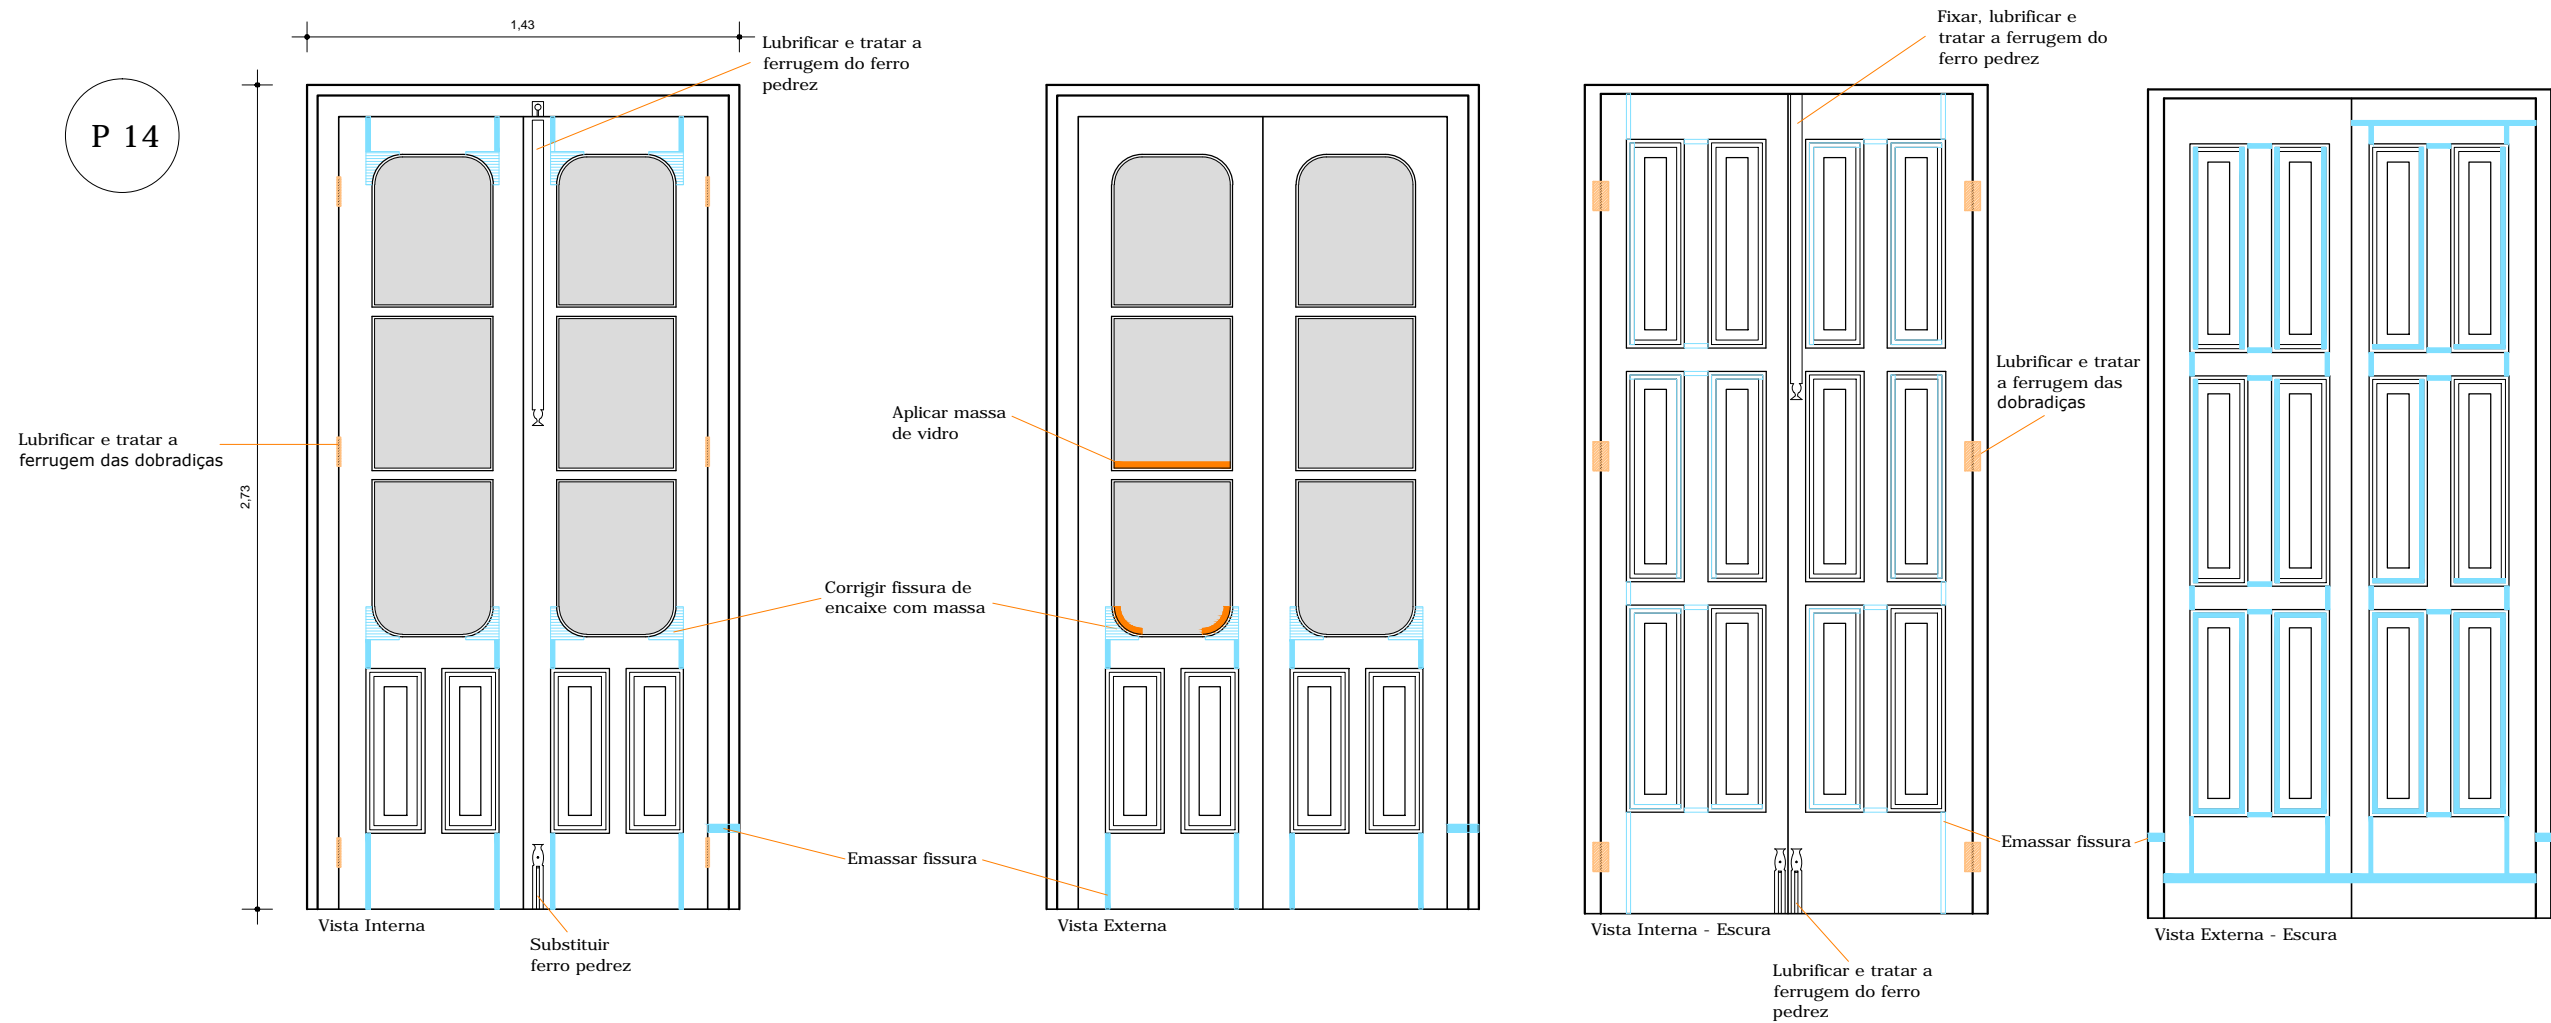 P 14
1,43
2,73
Lubrificar e tratar a
ferrugem do ferro
pedrez
Lubrificar e tratar a
ferrugem das dobradiças
Corrigir fissura de
encaixe com massa
Emassar fissura
Vista Interna
Substituir
ferro pedrez
Aplicar massa
de vidro
Vista Externa
Fixar, lubrificar e
tratar a ferrugem do
ferro pedrez
Lubrificar e tratar
a ferrugem das
dobradiças
Emassar fissura
Vista Interna - Escura
Lubrificar e tratar a
ferrugem do ferro
pedrez
Vista Externa - Escura